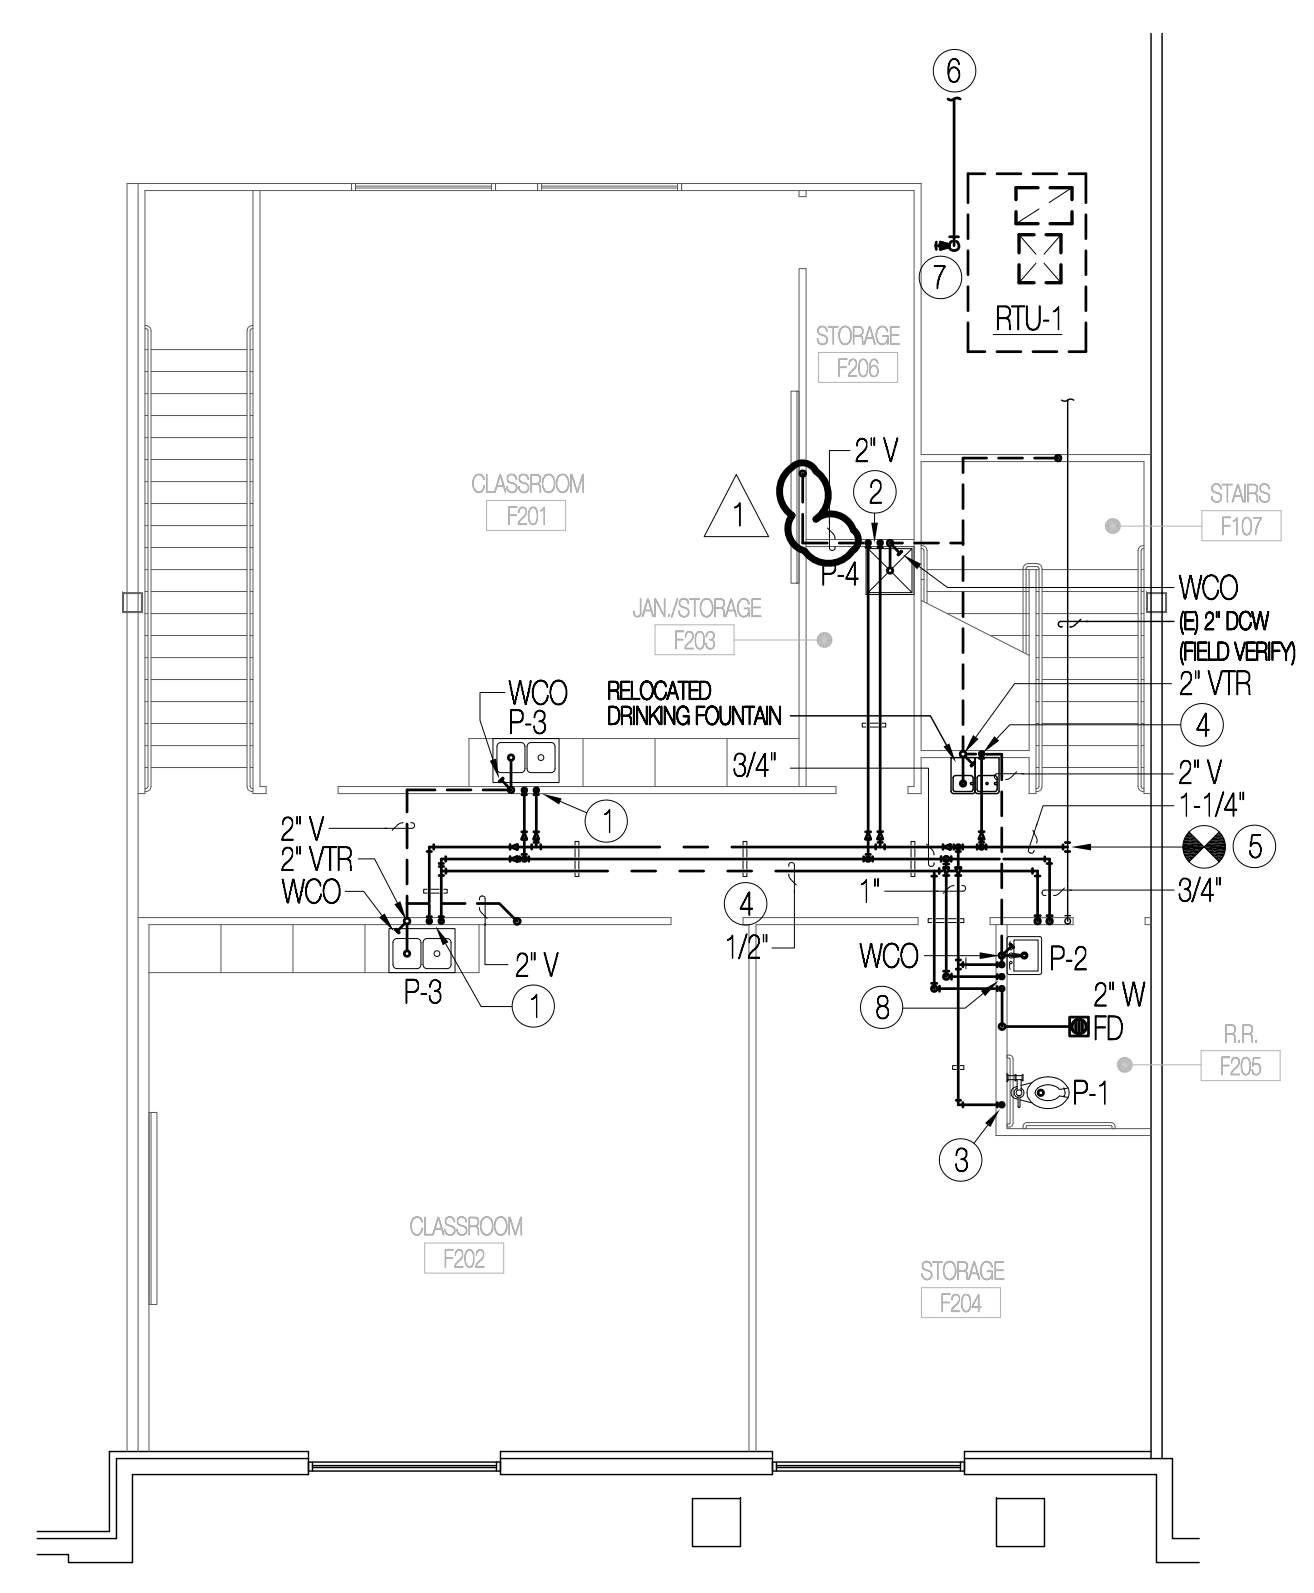 6
7
RTU-1
STORAGE
F206
2" V
2
1
CLASSROOM
F201
STAIRS
F107
P-4
WCO
(E) 2" DCW
(FIELD VERIFY)
JAN./STORAGE
F203
2" VTR
WCO
P-3
RELOCATED
DRINKING FOUNTAIN
4
3/4"
2" V
1-1/4"
1
2" V
2" VTR
WCO
5
4
1"
3/4"
1/2"
2" V
P-3
1
WCO
P-2
8
2" W
FD
R.R.
F205
P-1
3
CLASSROOM
F202
STORAGE
F204